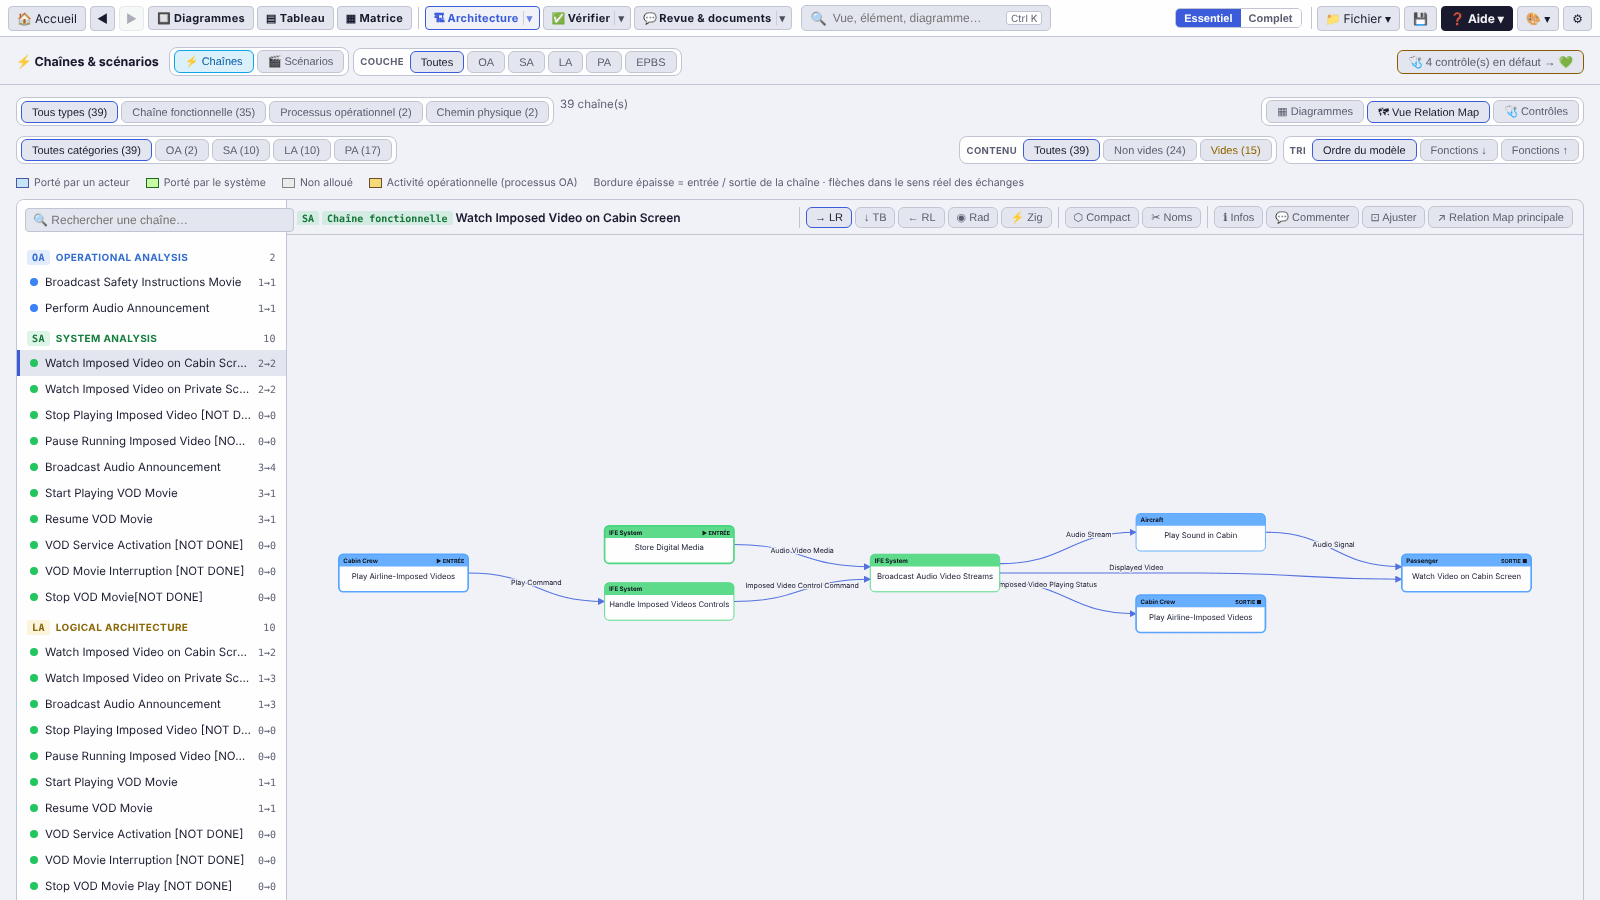 🏠 Accueil ◀ ▶ 🔲 Diagrammes ▤ Tableau ▦ Matrice 🏗 Architecture ▾ ✅ Vérifier ▾ 💬 Revue & documents ▾ 🔍 Vue, élément, diagramme… Ctrl K Essentiel Complet 📁 Fichier ▾ 💾 ❓ Aide ▾ 🎨 ▾ ⚙
⚡ Chaînes & scénarios ⚡ Chaînes 🎬 Scénarios COUCHE Toutes OA SA LA PA EPBS 🩺 4 contrôle(s) en défaut → 💚
Tous types (39) Chaîne fonctionnelle (35) Processus opérationnel (2) Chemin physique (2) 39 chaîne(s) ▦ Diagrammes 🗺 Vue Relation Map 🩺 Contrôles
Toutes catégories (39) OA (2) SA (10) LA (10) PA (17) CONTENU Toutes (39) Non vides (24) Vides (15) TRI Ordre du modèle Fonctions ↓ Fonctions ↑
Porté par un acteur Porté par le système Non alloué Activité opérationnelle (processus OA) Bordure épaisse = entrée / sortie de la chaîne · flèches dans le sens réel des échanges
🔍 Rechercher une chaîne…
SA Chaîne fonctionnelle Watch Imposed Video on Cabin Screen → LR ↓ TB ← RL ◉ Rad ⚡ Zig ⬡ Compact ✂ Noms ℹ Infos 💬 Commenter ⊡ Ajuster ↗ Relation Map principale
OA OPERATIONAL ANALYSIS 2
Broadcast Safety Instructions Movie 1→1
Perform Audio Announcement 1→1
SA SYSTEM ANALYSIS 10
Watch Imposed Video on Cabin Scr... 2→2
Watch Imposed Video on Private Sc... 2→2
Stop Playing Imposed Video [NOT D... 0→0
Pause Running Imposed Video [NO... 0→0
Broadcast Audio Announcement 3→4
Start Playing VOD Movie 3→1
Resume VOD Movie 3→1
VOD Service Activation [NOT DONE] 0→0
VOD Movie Interruption [NOT DONE] 0→0
Stop VOD Movie[NOT DONE] 0→0
LA LOGICAL ARCHITECTURE 10
Watch Imposed Video on Cabin Scr... 1→2
Watch Imposed Video on Private Sc... 1→3
Broadcast Audio Announcement 1→3
Stop Playing Imposed Video [NOT D... 0→0
Pause Running Imposed Video [NO... 0→0
Start Playing VOD Movie 1→1
Resume VOD Movie 1→1
VOD Service Activation [NOT DONE] 0→0
VOD Movie Interruption [NOT DONE] 0→0
Stop VOD Movie Play [NOT DONE] 0→0
Cabin Crew ▶ ENTRÉE
Play Airline-Imposed Videos
Play Command
IFE System ▶ ENTRÉE
Store Digital Media
IFE System
Handle Imposed Videos Controls
Audio Video Media
Imposed Video Control Command
IFE System
Broadcast Audio Video Streams
Audio Stream
Displayed Video
mposed Video Playing Status
Aircraft
Play Sound in Cabin
Cabin Crew SORTIE ■
Play Airline-Imposed Videos
Audio Signal
Passenger SORTIE ■
Watch Video on Cabin Screen